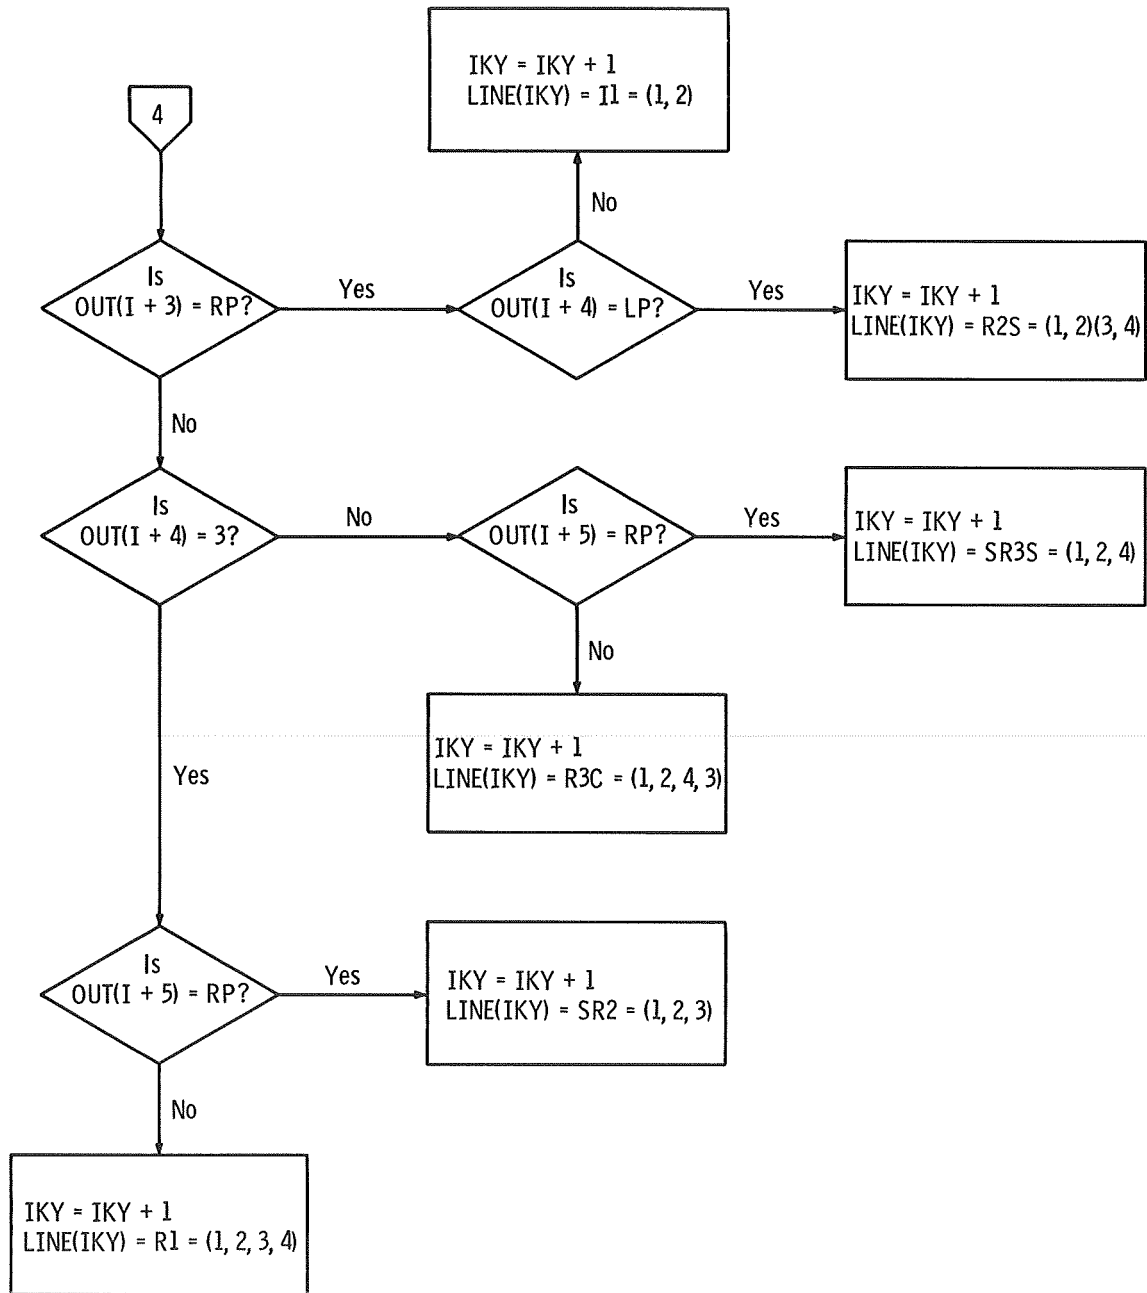 IKY = IKY + 1
LINE(IKY) = I1 = (1, 2)
4
No
Is
OUT(I + 3) = RP?
Yes
Is
OUT(I + 4) = LP?
Yes
IKY = IKY + 1
LINE(IKY) = R2S = (1, 2)(3, 4)
No
Is
OUT(I + 4) = 3?
No
Is
OUT(I + 5) = RP?
Yes
IKY = IKY + 1
LINE(IKY) = SR3S = (1, 2, 4)
No
IKY = IKY + 1
LINE(IKY) = R3C = (1, 2, 4, 3)
Yes
Is
OUT(I + 5) = RP?
Yes
IKY = IKY + 1
LINE(IKY) = SR2 = (1, 2, 3)
No
IKY = IKY + 1
LINE(IKY) = R1 = (1, 2, 3, 4)